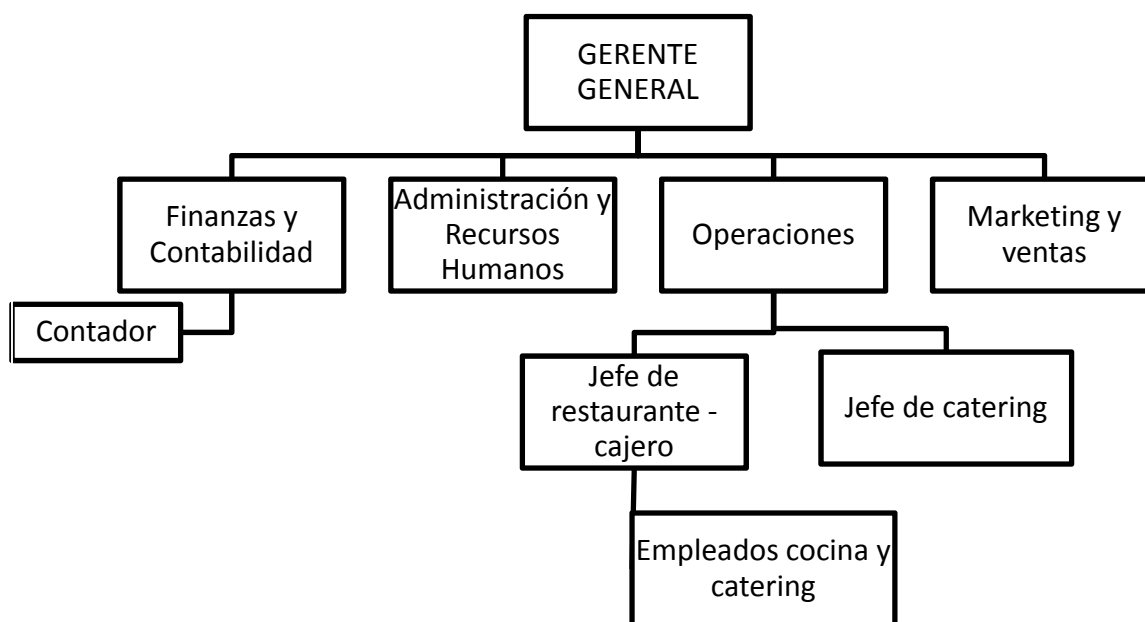 GERENTE
GENERAL
Finanzas y
Contabilidad
Administración y
Recursos
Humanos
Operaciones
Marketing y
ventas
Contador
Jefe de
restaurante -
cajero
Jefe de catering
Empleados cocina y
catering